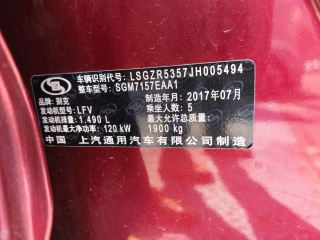 车辆识别代号: LSGZR5357JH005494
整车型号: SGM7157EAA1
品牌: 别克 制造年月: 2017年07月
发动机型号: LFV 乘坐人数: 5
发动机排量: 1.490 L 最大允许总质量:
发动机最大净功率: 120 kW 1900 kg
中国 上汽通用汽车有限公司制造